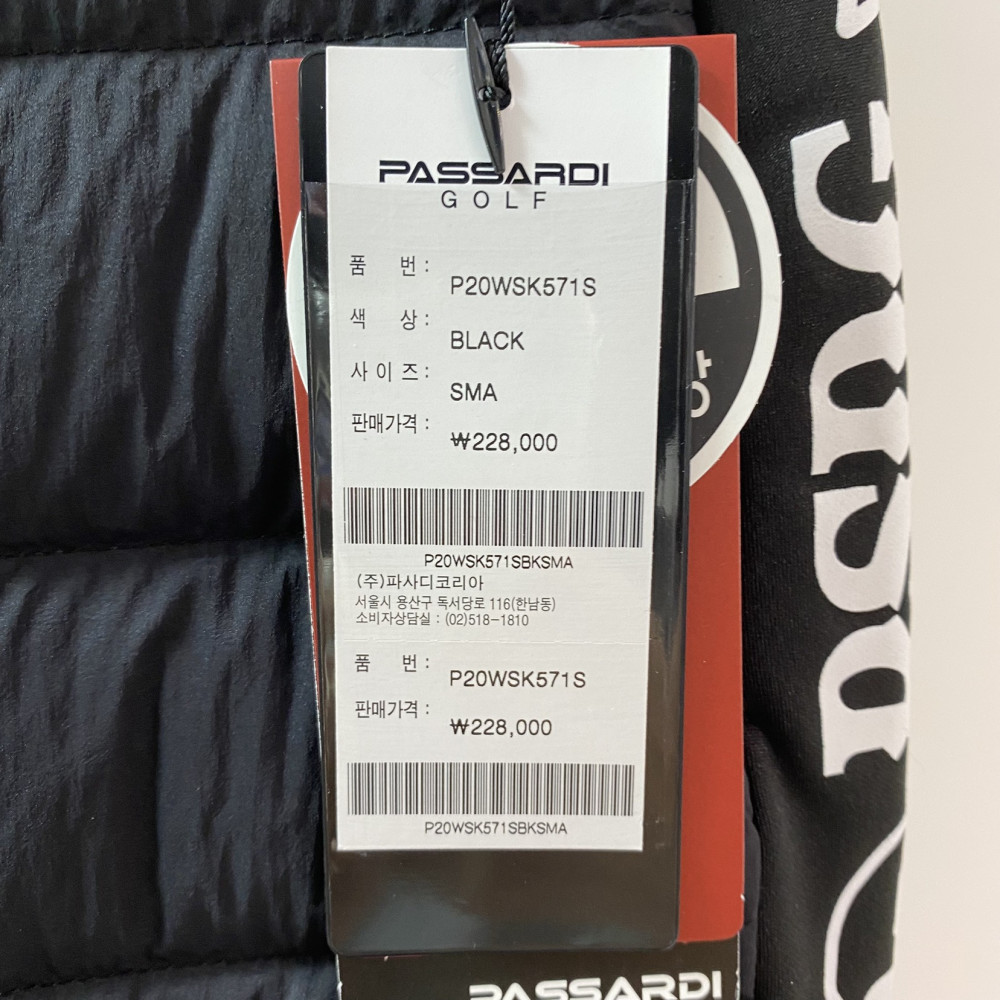 PASSARDI
GOLF
품 번 :
P20WSK571S
색 상 :
BLACK
사 이 즈 :
SMA
판매가격 :
₩228,000
P20WSK571SBKSMA
(주)파사디코리아
서울시 용산구 독서당로 116(한남동)
소비자상담실 : (02)518-1810
품 번 :
P20WSK571S
판매가격 :
₩228,000
P20WSK571SBKSMA
PASSARDI